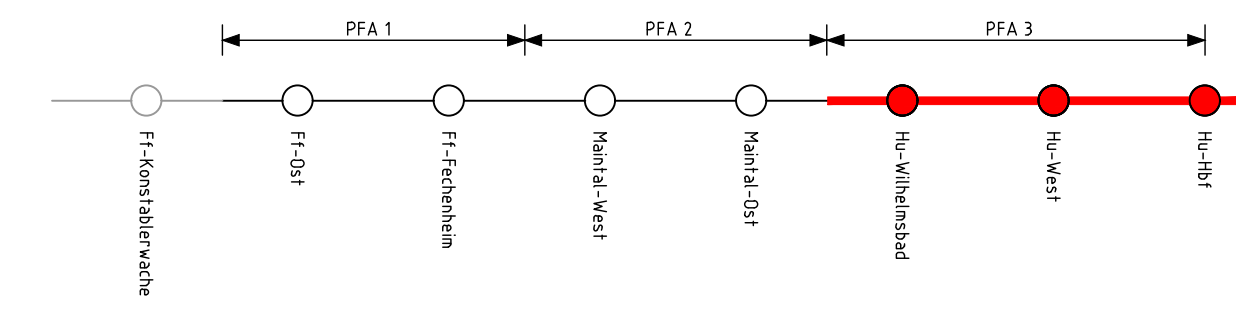 PFA 1
PFA 2
PFA 3
Ff-Konstablerwache
Ff-Ost
Ff-Fechenheim
Maintal-West
Maintal-Ost
Hu-Wilhelmsbad
Hu-West
Hu-Hbf